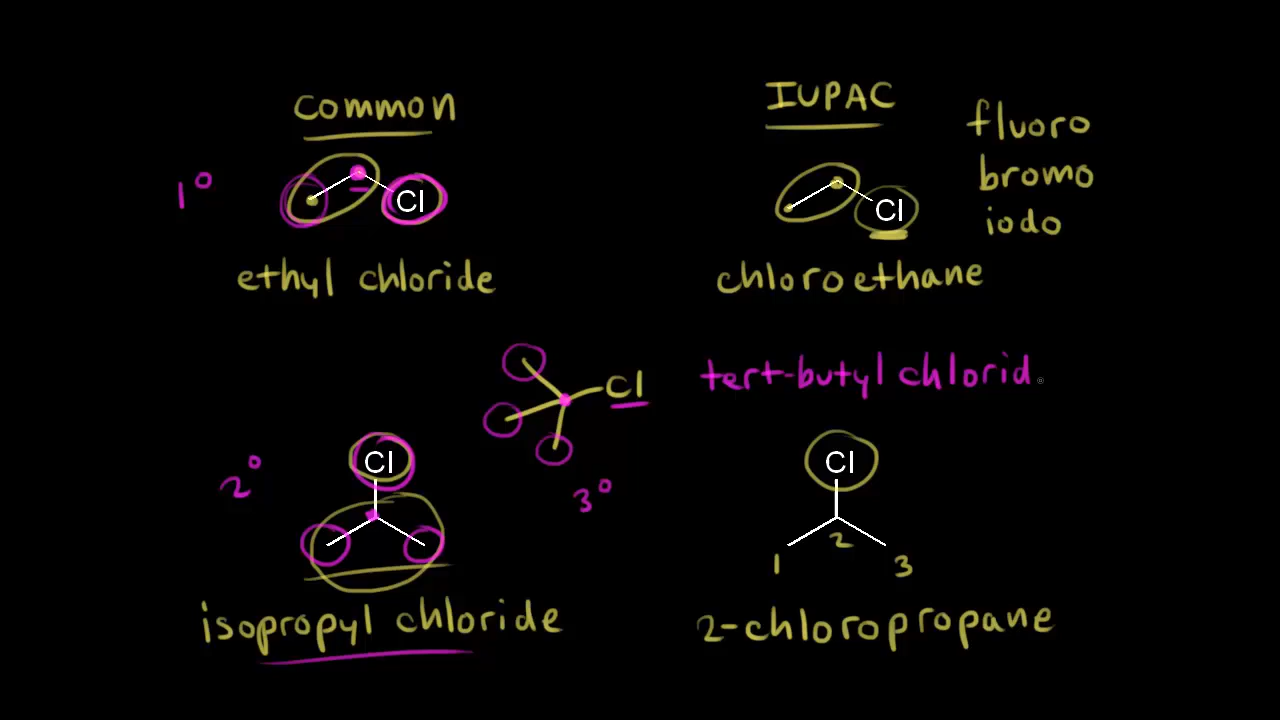 common
IUPAC
fluoro
bromo
iodo
1°
Cl
Cl
ethyl chloride
chloroethane
Cl
tert-butyl chlorid
2°
Cl
3°
Cl
1
2
3
isopropyl chloride
2-chloropropane